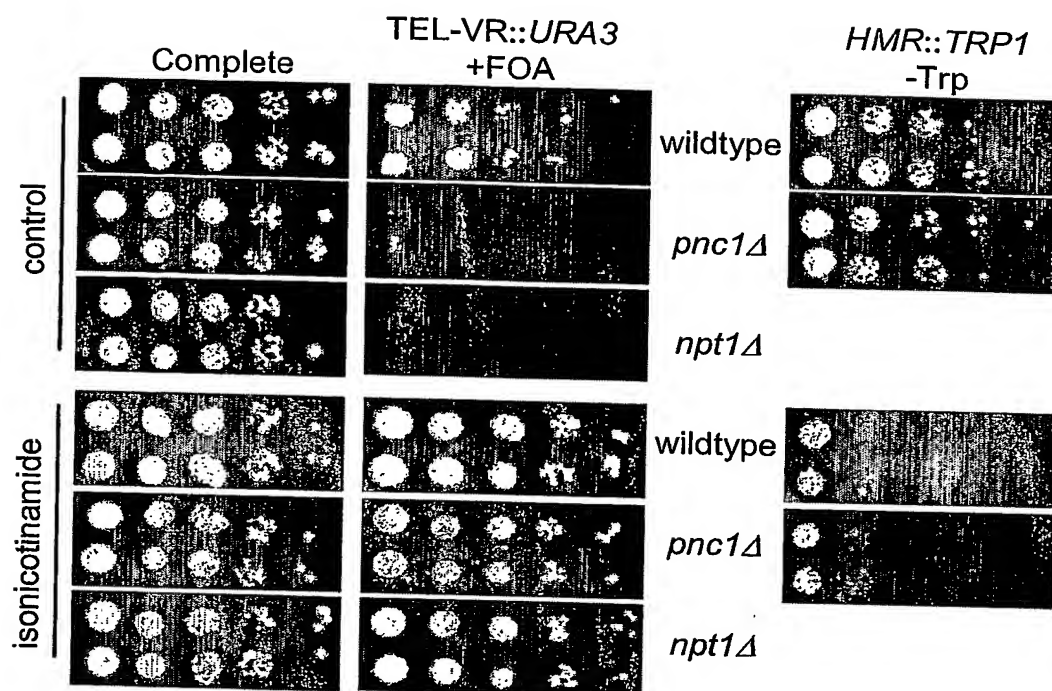 TEL-VR::URA3
+FOA
Complete
HMR::TRP1
-Trp
control
wildtype
pnc1Δ
npt1Δ
isonicotinamide
wildtype
pnc1Δ
npt1Δ